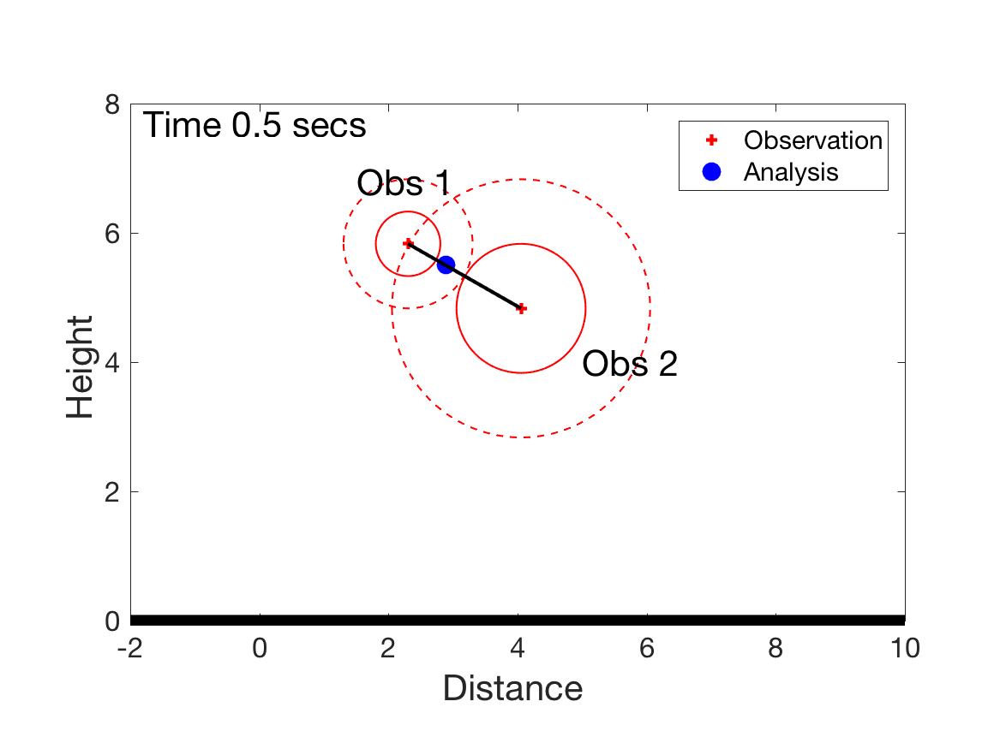 Time 0.5 secs
Observation
Analysis
Obs 1
Obs 2
Height
8
6
4
2
0
-2 0 2 4 6 8 10
Distance